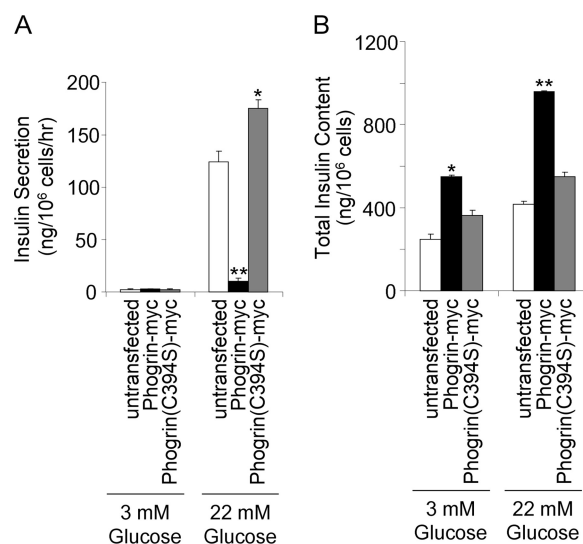 A
Insulin Secretion
(ng/10⁶ cells/hr)
200
150
100
50
0
*
**
untransfected
Phogrin-myc
Phogrin(C394S)-myc
untransfected
Phogrin-myc
Phogrin(C394S)-myc
3 mM
Glucose
22 mM
Glucose
B
Total Insulin Content
(ng/10⁶ cells)
1200
900
600
400
0
*
**
untransfected
Phogrin-myc
Phogrin(C394S)-myc
untransfected
Phogrin-myc
Phogrin(C394S)-myc
3 mM
Glucose
22 mM
Glucose